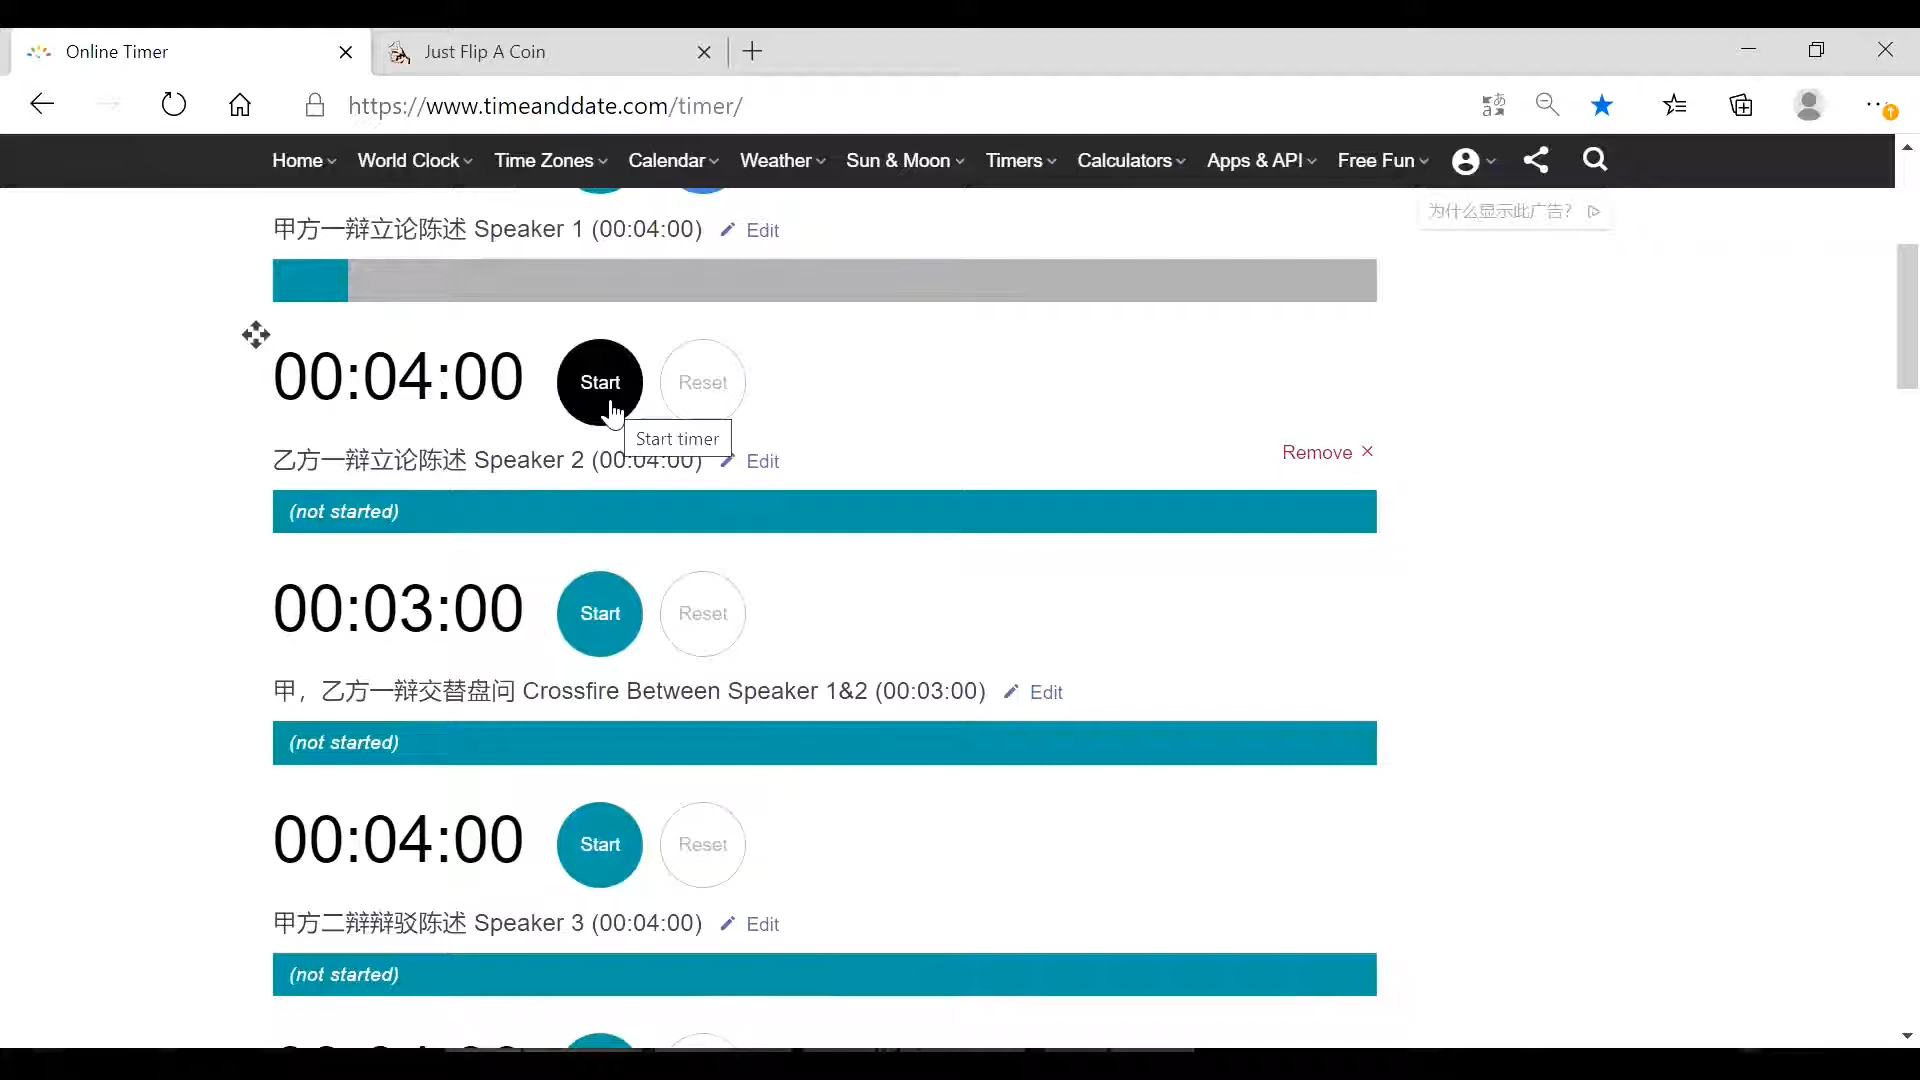 Online Timer
Just Flip A Coin
https://www.timeanddate.com/timer/
Home World Clock Time Zones Calendar Weather Sun & Moon Timers Calculators Apps & API Free Fun
为什么显示此广告?
甲方一辩立论陈述 Speaker 1 (00:04:00) Edit
00:04:00 Start Reset
Start timer
乙方一辩立论陈述 Speaker 2 (00:04:00) Edit
Remove ×
(not started)
00:03:00 Start Reset
甲，乙方一辩交替盘问 Crossfire Between Speaker 1&2 (00:03:00) Edit
(not started)
00:04:00 Start Reset
甲方二辩辩驳陈述 Speaker 3 (00:04:00) Edit
(not started)